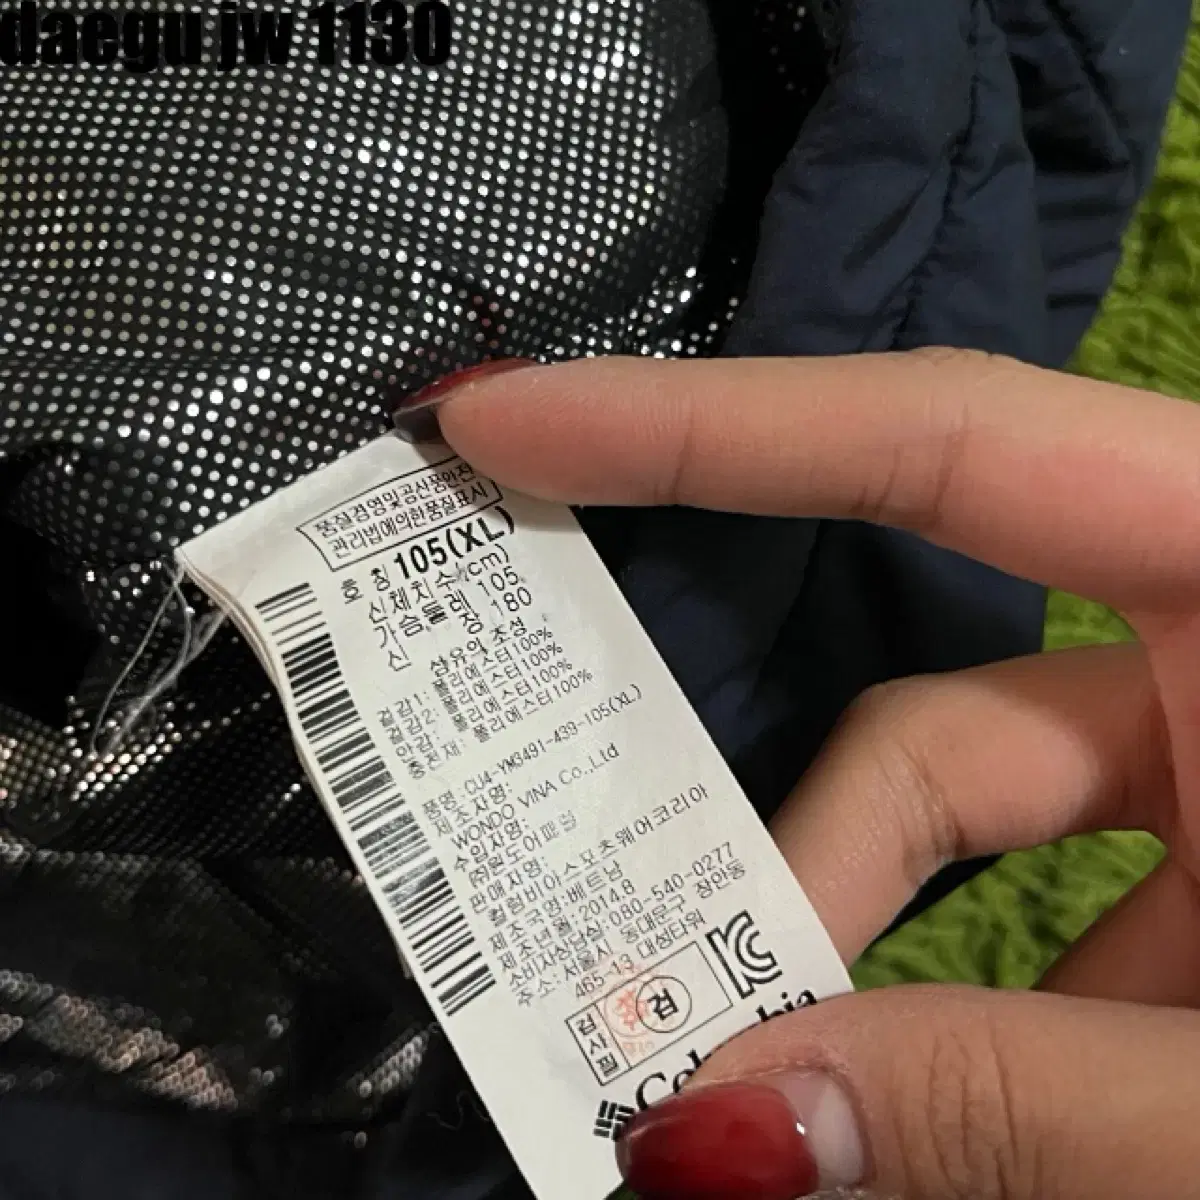 daegu jw 1130
품질경영및공산품안전
관리법에의한품질표시
호 칭 105(XL)
신체치수(cm)
가슴둘레 105
신 장 180
섬유의 조성
겉감1: 폴리에스터100%
겉감2: 폴리에스터100%
안감: 폴리에스터100%
충전재: 폴리에스터100%
품명: CU4-YM3491-439-105(XL)
제조자명:
WONDO VINA Co.,Ltd
수입자명:
㈜원도어패럴
판매자명:
컬럼비아스포츠웨어코리아
제조국명:베트남
제조년월:2014.8
소비자상담실:080-540-0277
주소:서울시 동대문구 장안동
465-13 대성타워
검사필
검
Columbia